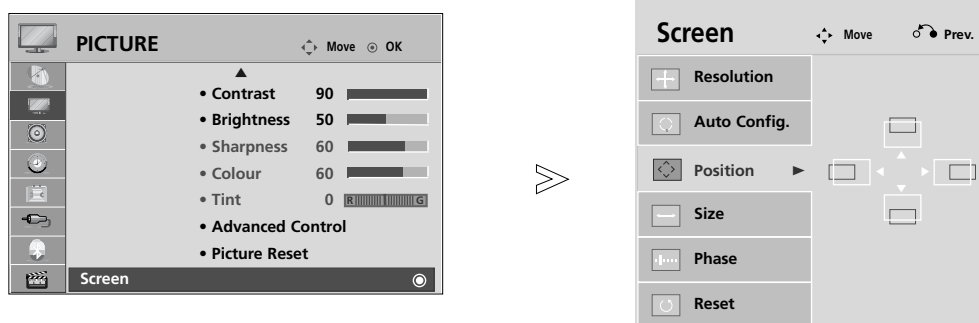 PICTURE
Move OK
• Contrast 90
• Brightness 50
• Sharpness 60
• Colour 60
• Tint 0 R G
• Advanced Control
• Picture Reset
Screen
Screen
Move Prev.
Resolution
Auto Config.
Position
Size
Phase
Reset